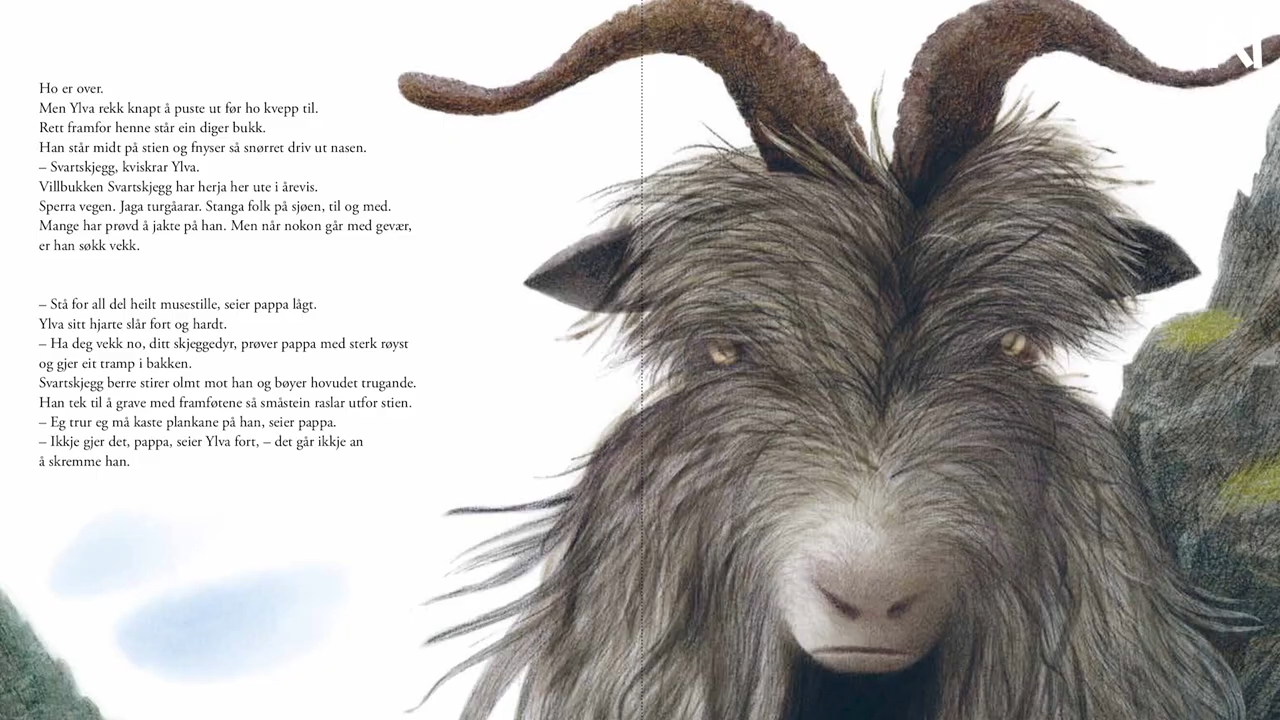 Ho er over.
Men Ylva rekk knapt å puste ut før ho kvepp til.
Rett framfor henne står ein diger bukk.
Han står midt på stien og fnyser så snørret driv ut nasen.
– Svartskjegg, kviskrar Ylva.
Villbukken Svartskjegg har herja her ute i årevis.
Sperra vegen. Jaga turgåarar. Stanga folk på sjøen, til og med.
Mange har prøvd å jakte på han. Men når nokon går med gevær,
er han søkk vekk.
– Stå for all del heilt musestille, seier pappa lågt.
Ylva sitt hjarte slår fort og hardt.
– Ha deg vekk no, ditt skjeggedyr, prøver pappa med sterk røyst
og gjer eit tramp i bakken.
Svartskjegg berre stirer olmt mot han og bøyer hovudet trugande.
Han tek til å grave med framføtene så småstein raslar utfor stien.
– Eg trur eg må kaste plankane på han, seier pappa.
– Ikkje gjer det, pappa, seier Ylva fort, – det går ikkje an
å skremme han.